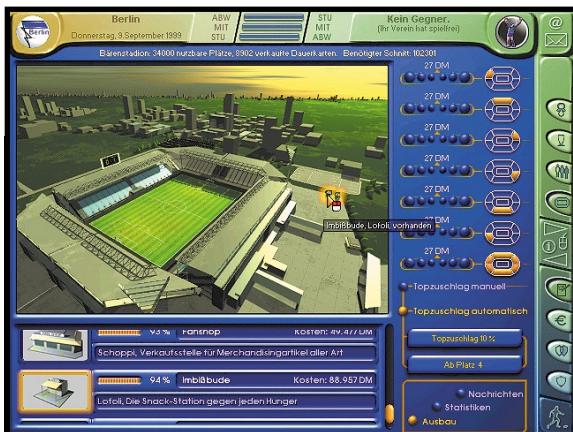 Berlin
Berlin
Donnerstag, 9.September 1999
ABW
MIT
STU
STU
MIT
ABW
Kein Gegner.
(Ihr Verein hat spielfrei)
Bärenstadion: 34000 nutzbare Plätze, 8902 verkaufte Dauerkarten. Benötigter Schnitt: 102301
27 DM
27 DM
27 DM
27 DM
27 DM
27 DM
27 DM
Imbißbude, Lofoli, vorhanden
Topzuschlag manuell
Topzuschlag automatisch
Topzuschlag 10 %
Ab Platz 4
93 % Fanshop Kosten: 49.477 DM
Schoppi, Verkaufsstelle für Merchandisingartikel aller Art
94 % Imbißbude Kosten: 88.957 DM
Lofoli, Die Snack-Station gegen jeden Hunger
Nachrichten
Statistiken
Ausbau